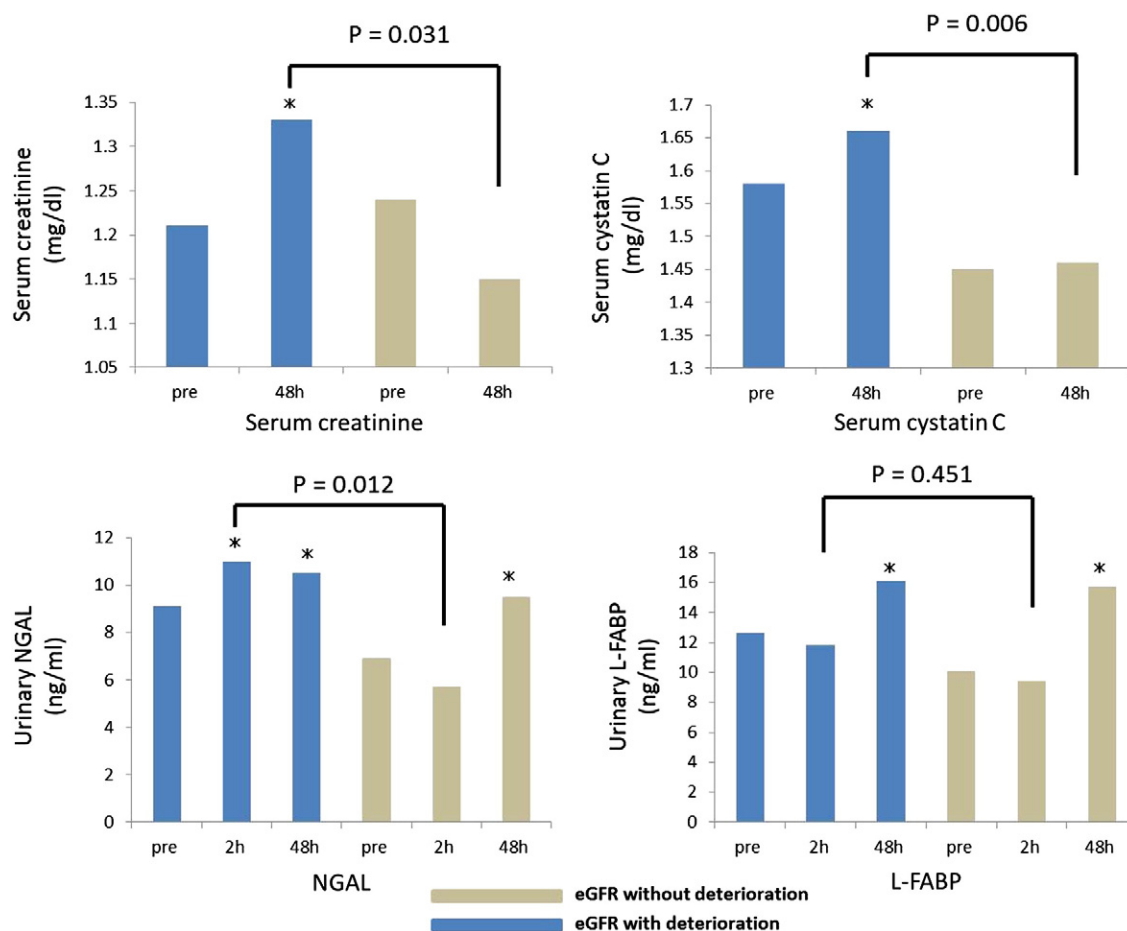 P = 0.031
*
1.35
1.3
1.25
1.2
1.15
1.1
1.05
Serum creatinine
(mg/dl)
pre 48h pre 48h
Serum creatinine
P = 0.006
*
1.7
1.65
1.6
1.55
1.5
1.45
1.4
1.35
1.3
Serum cystatin C
(mg/dl)
pre 48h pre 48h
Serum cystatin C
P = 0.012
* * *
12
10
8
6
4
2
0
Urinary NGAL
(ng/ml)
pre 2h 48h pre 2h 48h
NGAL
P = 0.451
* *
18
16
14
12
10
8
6
4
2
0
Urinary L-FABP
(ng/ml)
pre 2h 48h pre 2h 48h
L-FABP
eGFR without deterioration
eGFR with deterioration